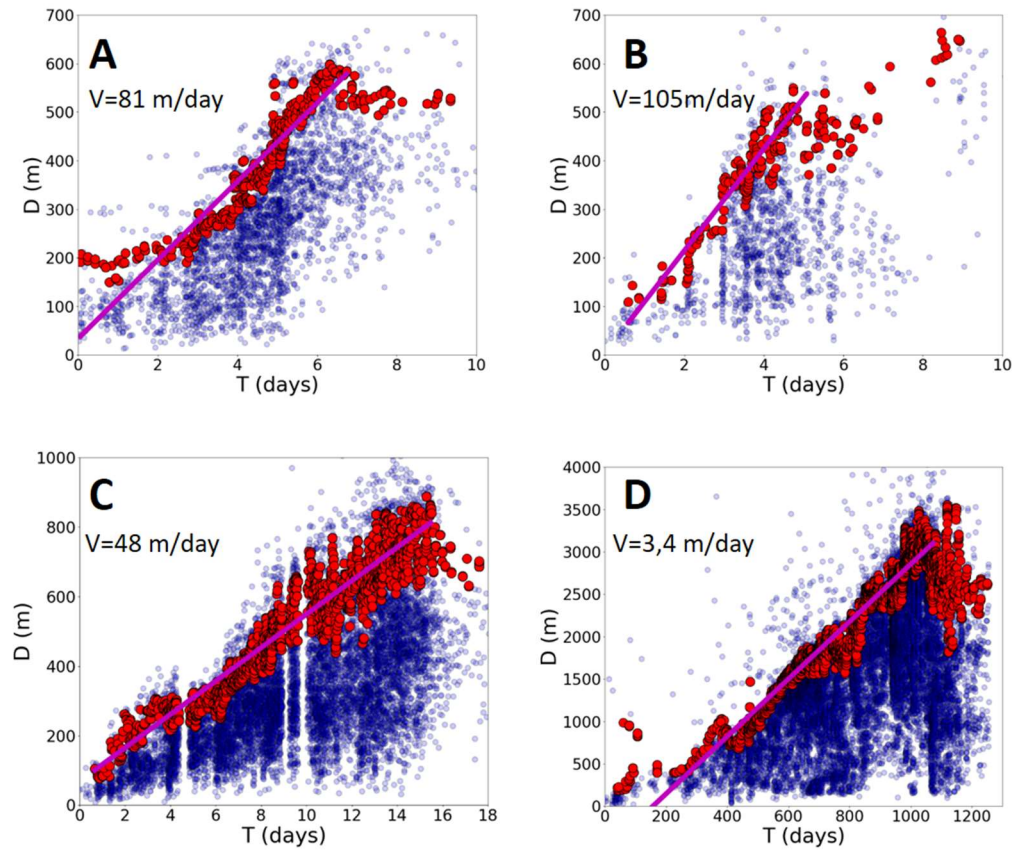 A
V=81 m/day
D (m)
700
600
500
400
300
200
100
0
0 2 4 6 8 10
T (days)
B
V=105m/day
D (m)
700
600
500
400
300
200
100
0
0 2 4 6 8 10
T (days)
C
V=48 m/day
D (m)
1000
800
600
400
200
0
0 2 4 6 8 10 12 14 16 18
T (days)
D
V=3,4 m/day
D (m)
4000
3500
3000
2500
2000
1500
1000
500
0
0 200 400 600 800 1000 1200
T (days)